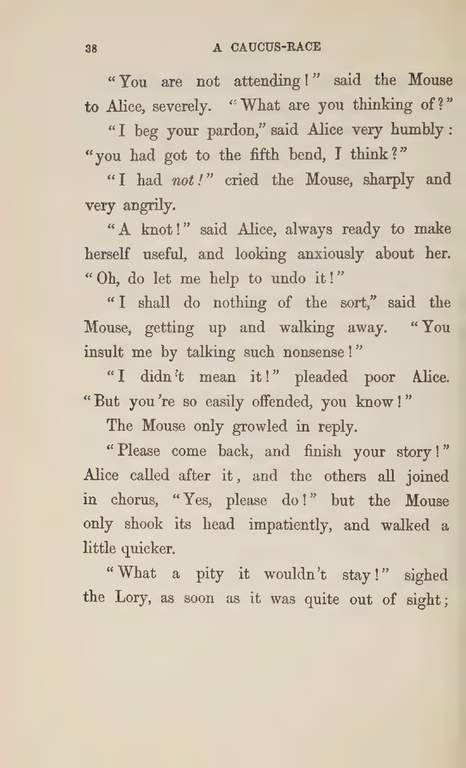 38 A CAUCUS-RACE
"You are not attending!" said the Mouse
to Alice, severely. "What are you thinking of?"
"I beg your pardon," said Alice very humbly:
"you had got to the fifth bend, I think?"
"I had not!" cried the Mouse, sharply and
very angrily.
"A knot!" said Alice, always ready to make
herself useful, and looking anxiously about her.
"Oh, do let me help to undo it!"
"I shall do nothing of the sort," said the
Mouse, getting up and walking away. "You
insult me by talking such nonsense!"
"I didn't mean it!" pleaded poor Alice.
"But you're so easily offended, you know!"
The Mouse only growled in reply.
"Please come back, and finish your story!"
Alice called after it, and the others all joined
in chorus, "Yes, please do!" but the Mouse
only shook its head impatiently, and walked a
little quicker.
"What a pity it wouldn't stay!" sighed
the Lory, as soon as it was quite out of sight;